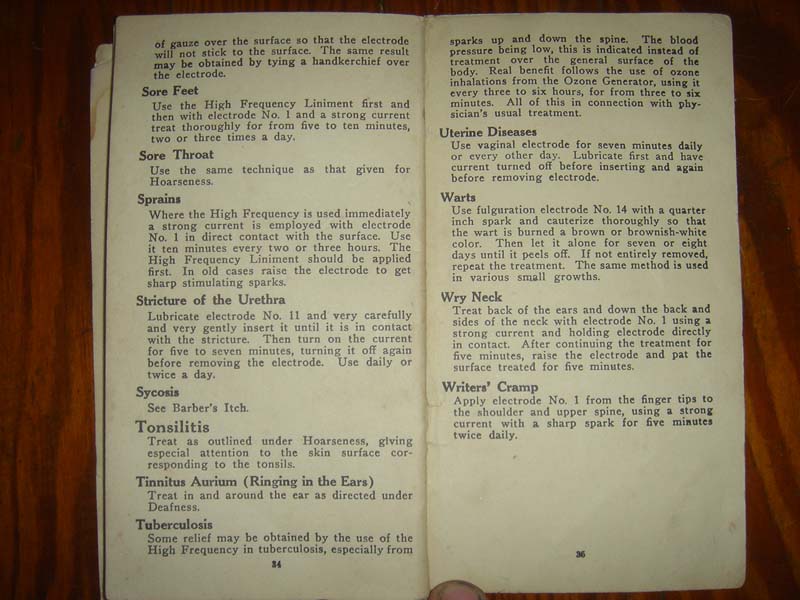 of gauze over the surface so that the electrode
will not stick to the surface. The same result
may be obtained by tying a handkerchief over
the electrode.
Sore Feet
Use the High Frequency Liniment first and
then with electrode No. 1 and a strong current
treat thoroughly for from five to ten minutes,
two or three times a day.
Sore Throat
Use the same technique as that given for
Hoarseness.
Sprains
Where the High Frequency is used immediately
a strong current is employed with electrode
No. 1 in direct contact with the surface. Use
it ten minutes every two or three hours. The
High Frequency Liniment should be applied
first. In old cases raise the electrode to get
sharp stimulating sparks.
Stricture of the Urethra
Lubricate electrode No. 11 and very carefully
and very gently insert it until it is in contact
with the stricture. Then turn on the current
for five to seven minutes, turning it off again
before removing the electrode. Use daily or
twice a day.
Sycosis
See Barber's Itch.
Tonsilitis
Treat as outlined under Hoarseness, giving
especial attention to the skin surface cor-
responding to the tonsils.
Tinnitus Aurium (Ringing in the Ears)
Treat in and around the ear as directed under
Deafness.
Tuberculosis
Some relief may be obtained by the use of the
High Frequency in tuberculosis, especially from
34
sparks up and down the spine. The blood
pressure being low, this is indicated instead of
treatment over the general surface of the
body. Real benefit follows the use of ozone
inhalations from the Ozone Generator, using it
every three to six hours, for from three to six
minutes. All of this in connection with phy-
sician's usual treatment.
Uterine Diseases
Use vaginal electrode for seven minutes daily
or every other day. Lubricate first and have
current turned off before inserting and again
before removing electrode.
Warts
Use fulguration electrode No. 14 with a quarter
inch spark and cauterize thoroughly so that
the wart is burned a brown or brownish-white
color. Then let it alone for seven or eight
days until it peels off. If not entirely removed,
repeat the treatment. The same method is used
in various small growths.
Wry Neck
Treat back of the ears and down the back and
sides of the neck with electrode No. 1 using a
strong current and holding electrode directly
in contact. After continuing the treatment for
five minutes, raise the electrode and pat the
surface treated for five minutes.
Writers' Cramp
Apply electrode No. 1 from the finger tips to
the shoulder and upper spine, using a strong
current with a sharp spark for five minutes
twice daily.
36